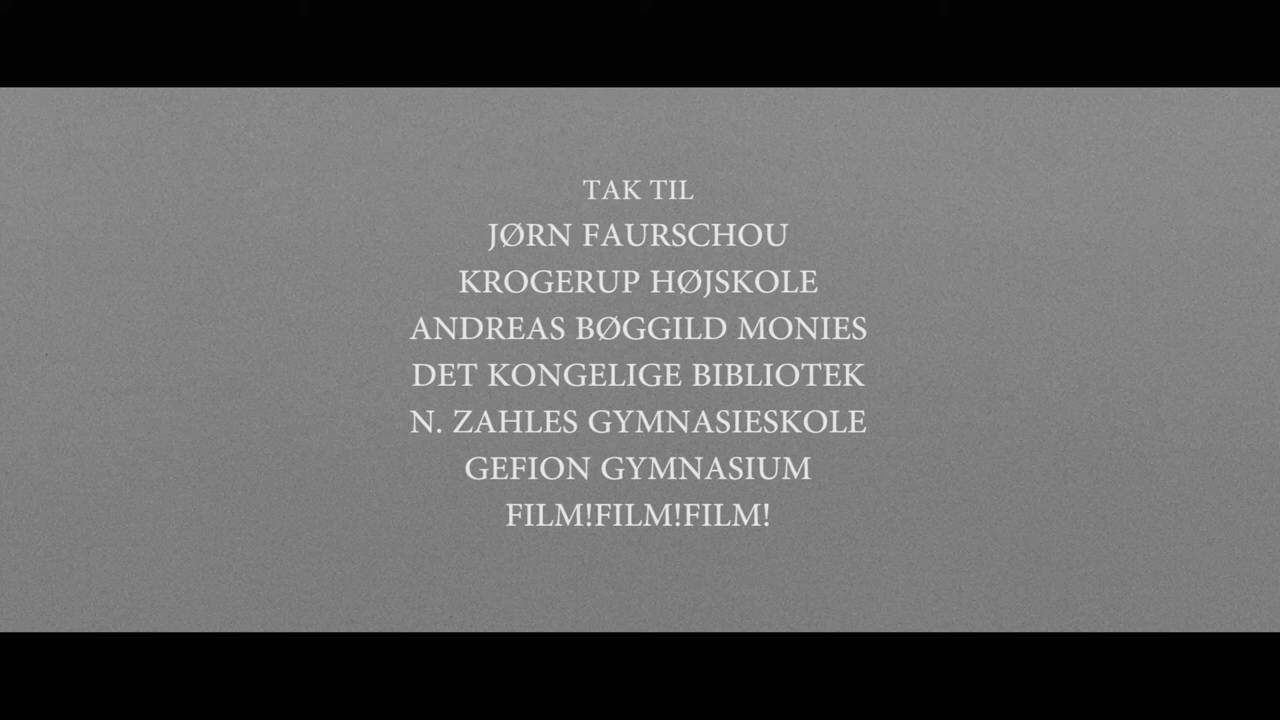 TAK TIL
JØRN FAURSCHOU
KROGERUP HØJSKOLE
ANDREAS BØGGILD MONIES
DET KONGELIGE BIBLIOTEK
N. ZAHLES GYMNASIESKOLE
GEFION GYMNASIUM
FILM!FILM!FILM!